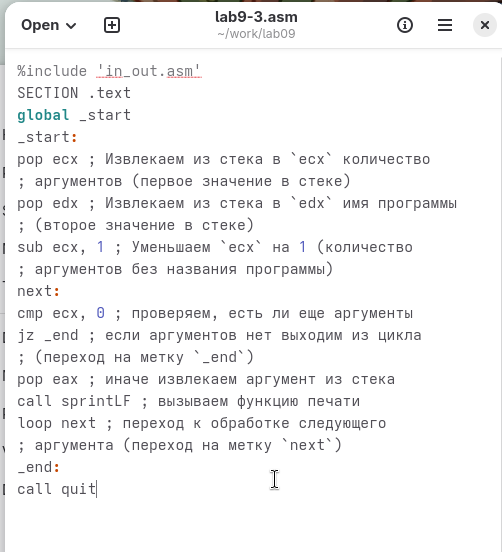 Open
lab9-3.asm
~/work/lab09
%include 'in_out.asm'
SECTION .text
global _start
_start:
pop ecx ; Извлекаем из стека в `ecx` количество
; аргументов (первое значение в стеке)
pop edx ; Извлекаем из стека в `edx` имя программы
; (второе значение в стеке)
sub ecx, 1 ; Уменьшаем `ecx` на 1 (количество
; аргументов без названия программы)
next:
cmp ecx, 0 ; проверяем, есть ли еще аргументы
jz _end ; если аргументов нет выходим из цикла
; (переход на метку `_end`)
pop eax ; иначе извлекаем аргумент из стека
call sprintLF ; вызываем функцию печати
loop next ; переход к обработке следующего
; аргумента (переход на метку `next`)
_end:
call quit